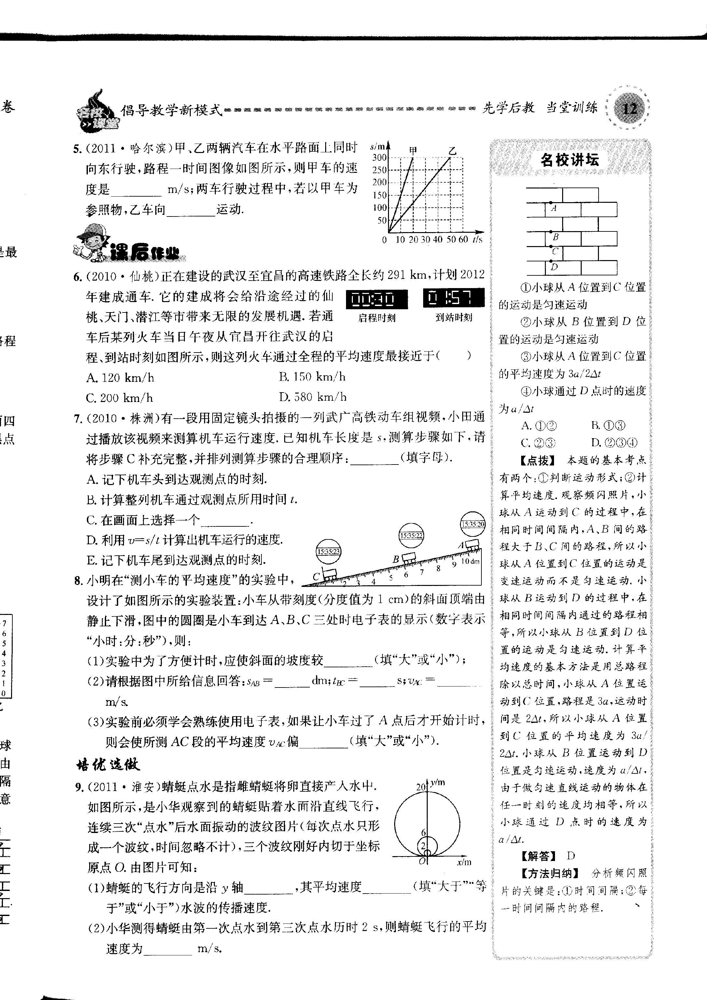 卷
倡导教学新模式
先学后教 当堂训练
12
5.(2011·哈尔滨)甲、乙两辆汽车在水平路面上同时
向东行驶,路程—时间图像如图所示,则甲车的速
度是________ m/s;两车行驶过程中,若以甲车为
参照物,乙车向________运动.
s/m
甲
乙
300
250
200
150
100
50
0 10 20 30 40 50 60 t/s
课后作业
6.(2010·仙桃)正在建设的武汉至宜昌的高速铁路全长约 291 km,计划 2012
年建成通车. 它的建成将会给沿途经过的仙
桃、天门、潜江等市带来无限的发展机遇. 若通
车后某列火车当日午夜从宜昌开往武汉的启
程、到站时刻如图所示,则这列火车通过全程的平均速度最接近于(　　)
00:30
01:57
启程时刻
到站时刻
A. 120 km/h
B. 150 km/h
C. 200 km/h
D. 580 km/h
7.(2010·株洲)有一段用固定镜头拍摄的一列武广高铁动车组视频,小田通
过播放该视频来测算机车运行速度. 已知机车长度是 s,测算步骤如下,请
将步骤 C 补充完整,并排列测算步骤的合理顺序:________(填字母).
A. 记下机车头到达观测点的时刻.
B. 计算整列机车通过观测点所用时间 t.
C. 在画面上选择一个________.
D. 利用 v=s/t 计算出机车运行的速度.
E. 记下机车尾到达观测点的时刻.
15:35:20
15:35:22
15:35:23
A
B
C
2 3 4 5 6 7 8 9 10 dm
8. 小明在“测小车的平均速度”的实验中,
设计了如图所示的实验装置:小车从带刻度(分度值为 1 cm)的斜面顶端由
静止下滑,图中的圆圈是小车到达 A、B、C 三处时电子表的显示(数字表示
“小时:分:秒”),则:
(1)实验中为了方便计时,应使斜面的坡度较________(填“大”或“小”);
(2)请根据图中所给信息回答:sAB=______dm;tBC=______s;vAC=________
m/s.
(3)实验前必须学会熟练使用电子表,如果让小车过了 A 点后才开始计时,
则会使所测 AC 段的平均速度 vAC偏________(填“大”或“小”).
培优选做
9.(2011·淮安)蜻蜓点水是指雌蜻蜓将卵直接产入水中.
如图所示,是小华观察到的蜻蜓贴着水面沿直线飞行,
连续三次“点水”后水面振动的波纹图片(每次点水只形
成一个波纹,时间忽略不计),三个波纹刚好内切于坐标
原点 O. 由图片可知:
20
y/m
6
2
O
x/m
(1)蜻蜓的飞行方向是沿 y 轴________,其平均速度________(填“大于”“等
于”或“小于”)水波的传播速度.
(2)小华测得蜻蜓由第一次点水到第三次点水历时 2 s,则蜻蜓飞行的平均
速度为________ m/s.
名校讲坛
A
B
C
D
①小球从 A 位置到 C 位置
的运动是匀速运动
②小球从 B 位置到 D 位
置的运动是匀速运动
③小球从 A 位置到 C 位置
的平均速度为 3a/2Δt
④小球通过 D 点时的速度
为 a/Δt
A. ①②　B. ①③
C. ②③　D. ②③④
【点拨】 本题的基本考点
有两个:①判断运动形式;②计
算平均速度. 观察频闪照片,小
球从 A 运动到 C 的过程中,在
相同时间间隔内,A、B 间的路
程大于 B、C 间的路程,所以小
球从 A 位置到 C 位置的运动是
变速运动而不是匀速运动. 小
球从 B 运动到 D 的过程中,在
相同时间间隔内通过的路程相
等,所以小球从 B 位置到 D 位
置的运动是匀速运动. 计算平
均速度的基本方法是用总路程
除以总时间,小球从 A 位置运
动到 C 位置,路程是 3a,运动时
间是 2Δt,所以小球从 A 位置
到 C 位置的平均速度为 3a/
2Δt. 小球从 B 位置运动到 D
位置是匀速运动,速度为 a/Δt,
由于做匀速直线运动的物体在
任一时刻的速度均相等,所以
小球通过 D 点时的速度为
a/Δt.
【解答】 D
【方法归纳】 分析频闪照
片的关键是:①时间间隔;②每
一时间间隔内的路程.
是最
路程
四
点
7
6
5
4
3
2
1
0
球
由
隔
意